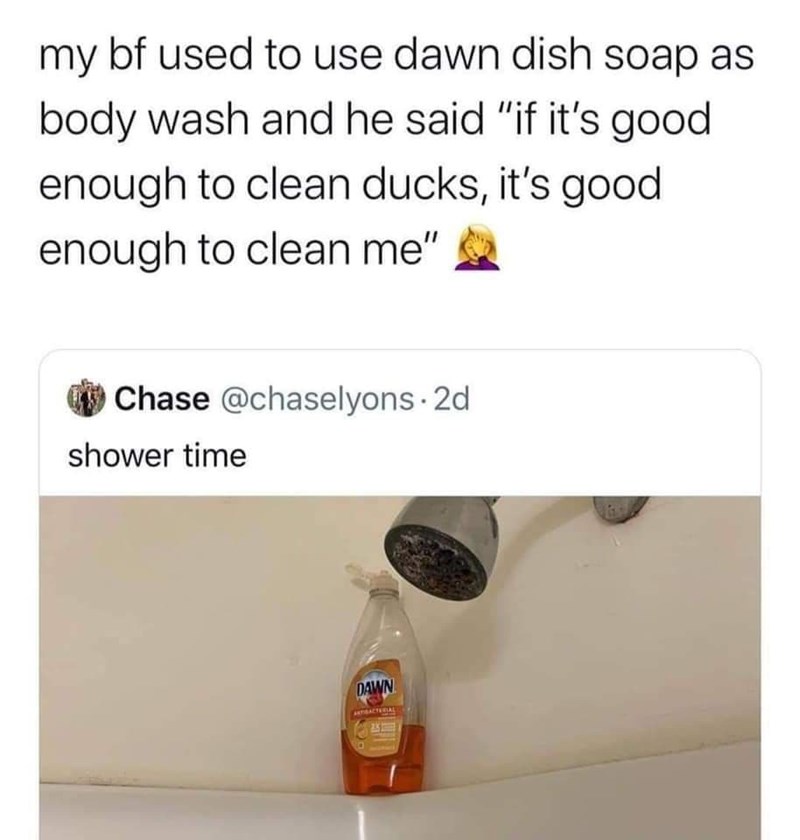 my bf used to use dawn dish soap as
body wash and he said "if it's good
enough to clean ducks, it's good
enough to clean me" 🤦‍♀️
Chase @chaselyons · 2d
shower time
DAWN
ANTIBACTERIAL